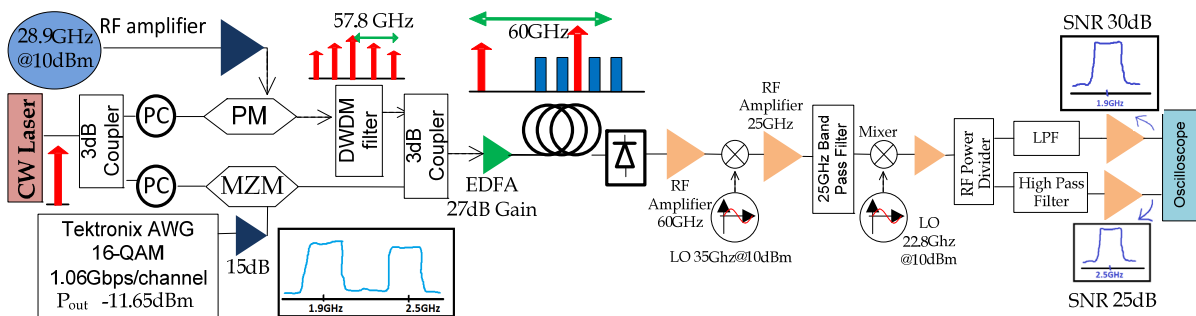 28.9GHz
@10dBm
RF amplifier
57.8 GHz
60GHz
CW Laser
3dB
Coupler
PC
PM
DWDM
filter
3dB
Coupler
PC
MZM
EDFA
27dB Gain
Tektronix AWG
16-QAM
1.06Gbps/channel
Pout -11.65dBm
15dB
1.9GHz
2.5GHz
RF
Amplifier
60GHz
LO 35Ghz@10dBm
RF
Amplifier
25GHz
25GHz Band
Pass Filter
Mixer
LO
22.8Ghz
@10dBm
RF Power
Divider
LPF
High Pass
Filter
SNR 30dB
1.9GHz
2.5GHz
SNR 25dB
Oscilloscope